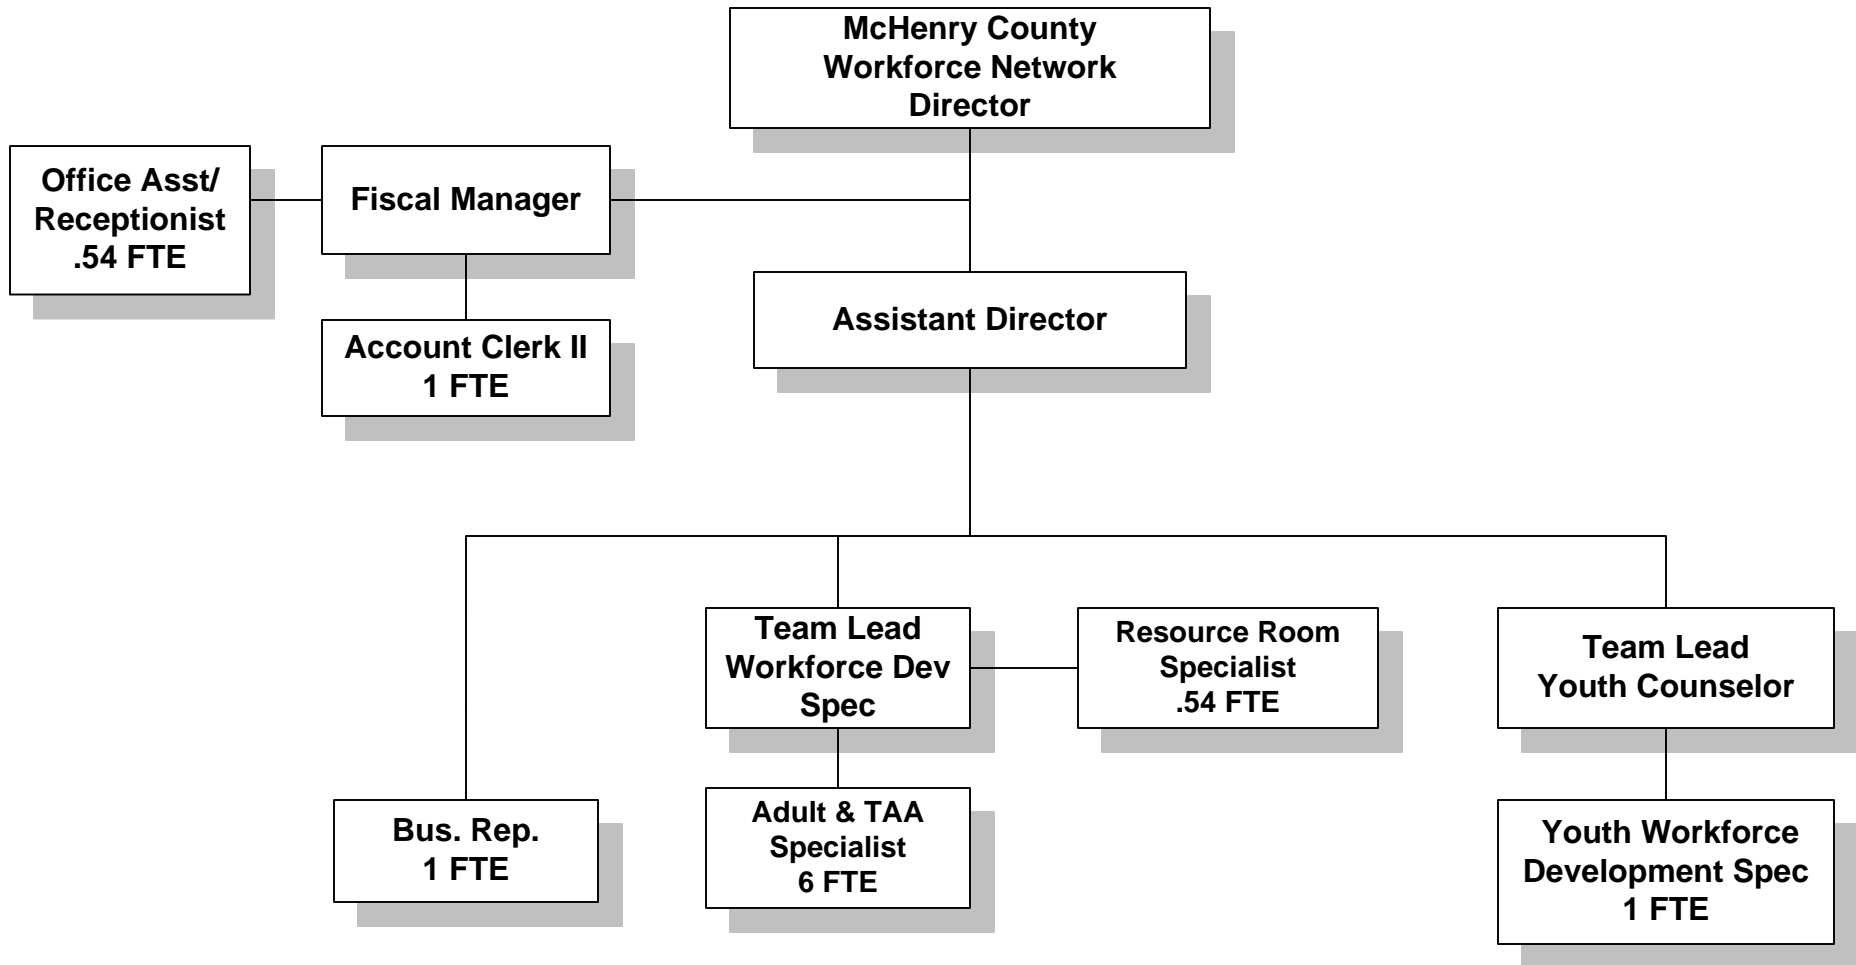 McHenry County
Workforce Network
Director
Office Asst/
Receptionist
.54 FTE
Fiscal Manager
Account Clerk II
1 FTE
Assistant Director
Team Lead
Workforce Dev
Spec
Resource Room
Specialist
.54 FTE
Team Lead
Youth Counselor
Bus. Rep.
1 FTE
Adult & TAA
Specialist
6 FTE
Youth Workforce
Development Spec
1 FTE